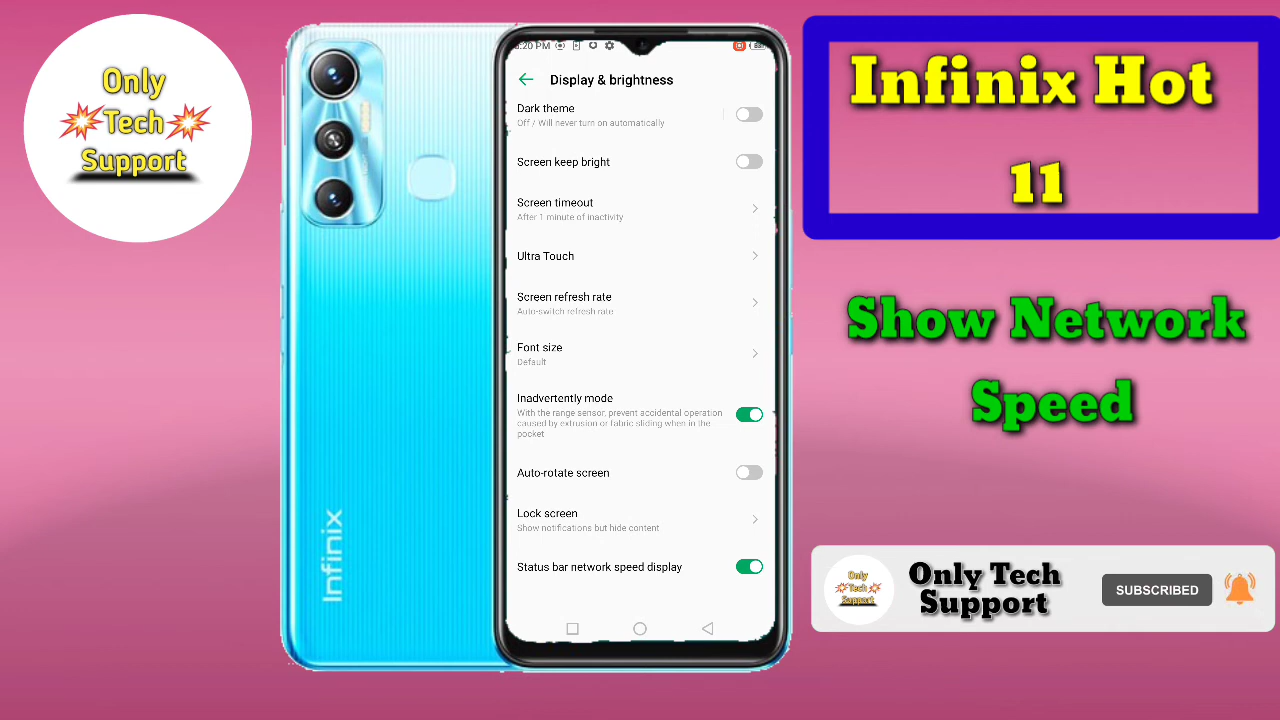 Only
Tech
Support
Infinix
:20 PM
Display & brightness
Dark theme
Off / Will never turn on automatically
Screen keep bright
Screen timeout
After 1 minute of inactivity
Ultra Touch
Screen refresh rate
Auto-switch refresh rate
Font size
Default
Inadvertently mode
With the range sensor, prevent accidental operation
caused by extrusion or fabric sliding when in the
pocket
Auto-rotate screen
Lock screen
Show notifications but hide content
Status bar network speed display
Infinix Hot
11
Show Network
Speed
Only
Tech
Support
Only Tech
Support
SUBSCRIBED